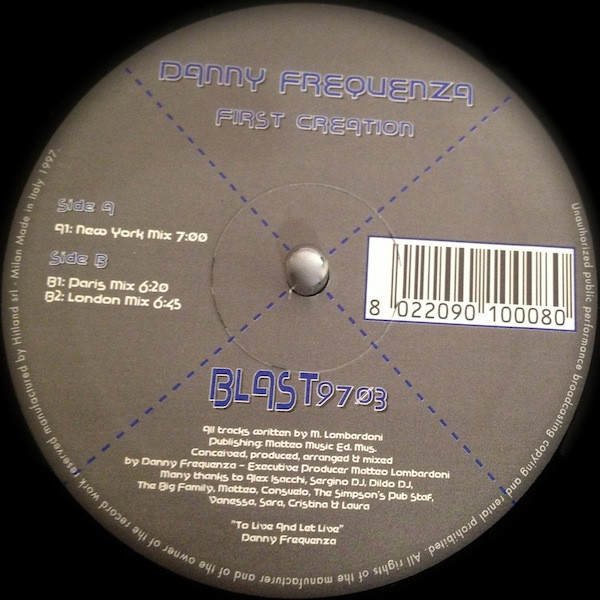 Danny Frequenza
First Creation
Side A
A1: New York Mix 7:00
Side B
B1: Paris Mix 6:20
B2: London Mix 6:45
8 022090 100080
BLAST9703
All tracks written by M. Lombardoni
Publishing: Matteo Music Ed. Mus.
Conceived, produced, arranged & mixed
by Danny Frequenza - Executive Producer Matteo Lombardoni
Many thanks to Alex Isacchi, Sergino DJ, Dildo DJ,
The Big Family, Matteo, Consuelo, The Simpson's Pub Staf,
Vanessa, Sara, Cristina & Laura
"To Live And Let Live"
Danny Frequenza
Unauthorized public performance broadcasting copying and rental prohibited. All rights of the manufacturer and of the owner of the record work reserved manufactured by Hitland srl - Milan Made in Italy 1997.